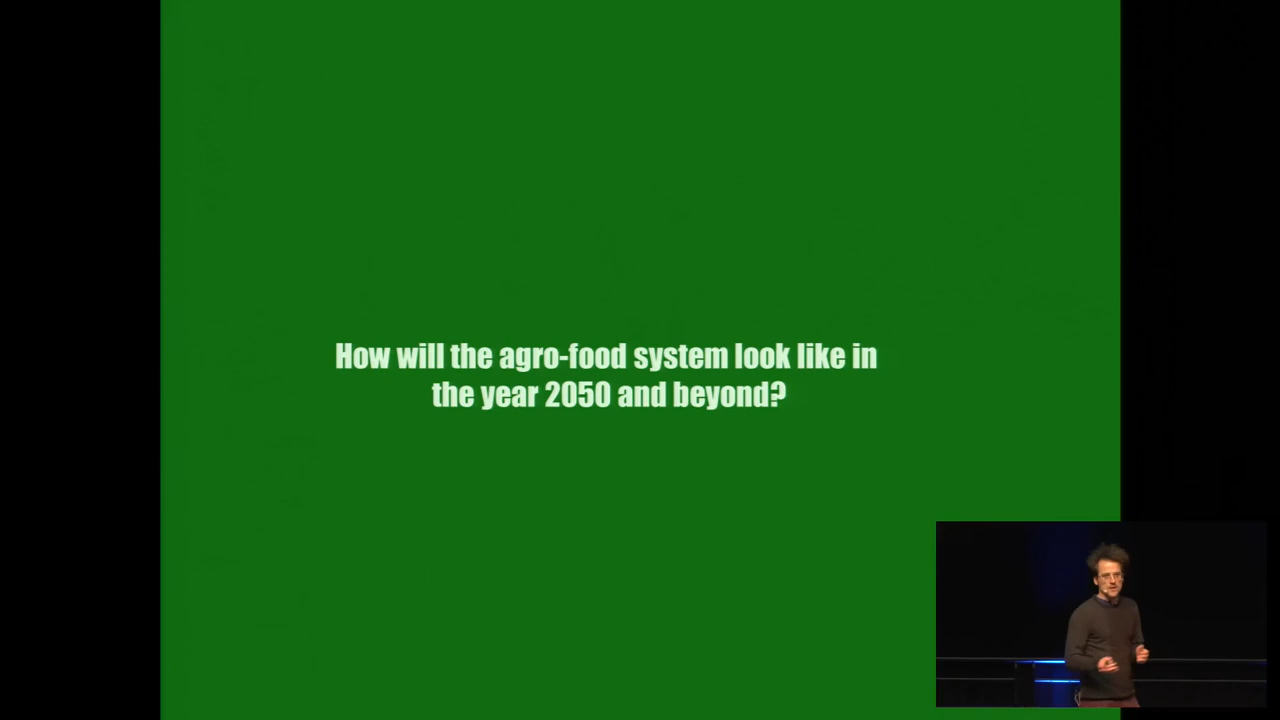 How will the agro-food system look like in
the year 2050 and beyond?